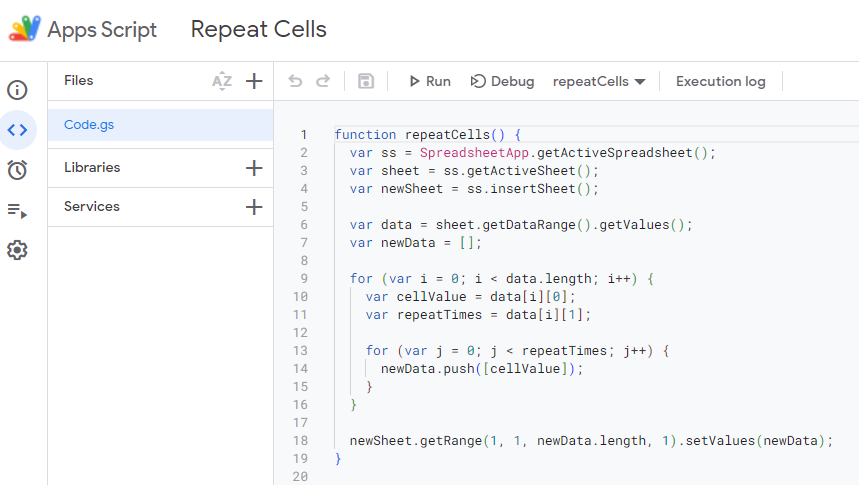 Apps Script Repeat Cells
Files AZ
Run Debug repeatCells Execution log
Code.gs
Libraries
Services
1 function repeatCells() {
2 var ss = SpreadsheetApp.getActiveSpreadsheet();
3 var sheet = ss.getActiveSheet();
4 var newSheet = ss.insertSheet();
5
6 var data = sheet.getDataRange().getValues();
7 var newData = [];
8
9 for (var i = 0; i < data.length; i++) {
10 var cellValue = data[i][0];
11 var repeatTimes = data[i][1];
12
13 for (var j = 0; j < repeatTimes; j++) {
14 newData.push([cellValue]);
15 }
16 }
17
18 newSheet.getRange(1, 1, newData.length, 1).setValues(newData);
19 }
20